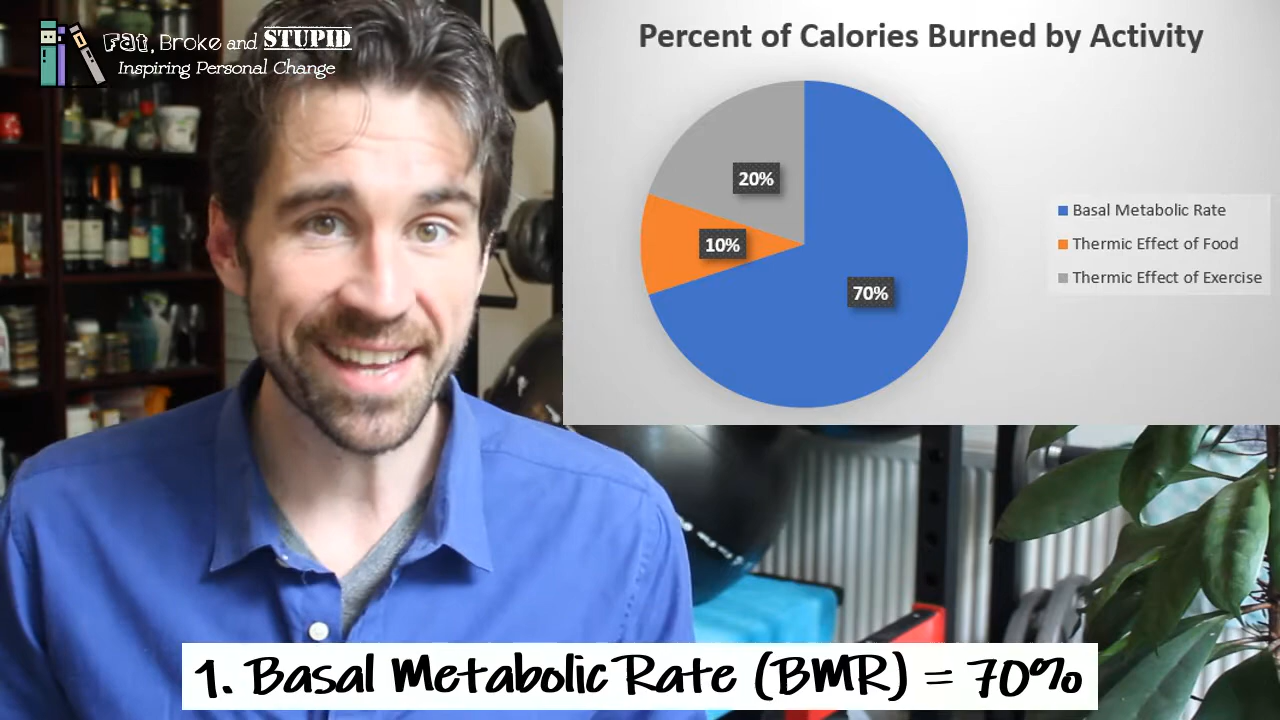 Fat, Broke and STUPID
Inspiring Personal Change
Percent of Calories Burned by Activity
20%
10%
70%
Basal Metabolic Rate
Thermic Effect of Food
Thermic Effect of Exercise
1. Basal Metabolic Rate (BMR) = 70%